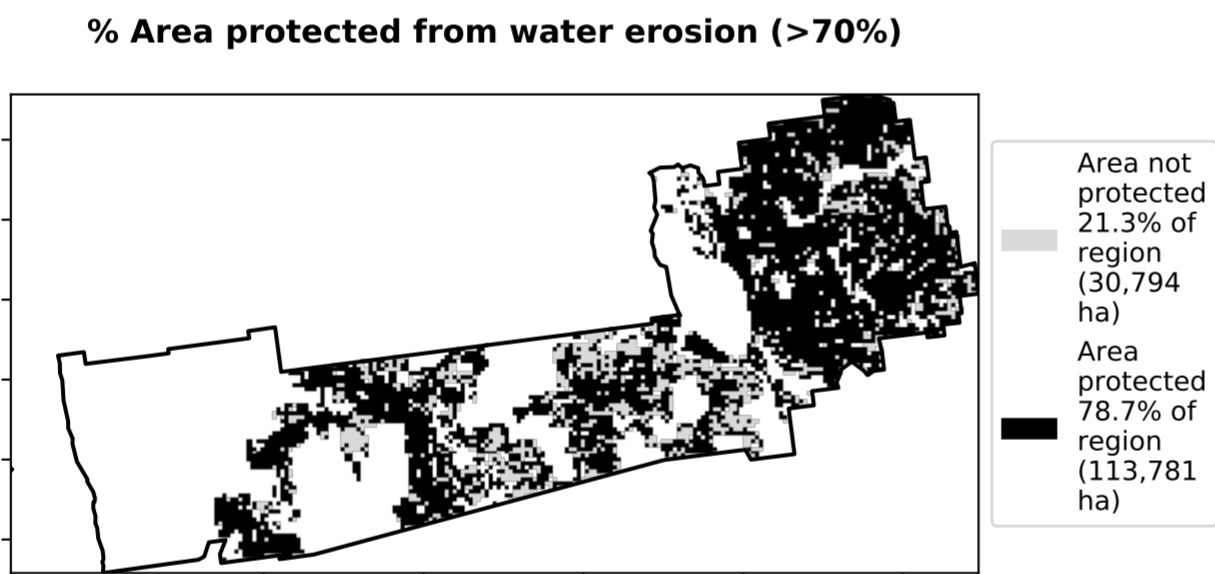 % Area protected from water erosion (>70%)
Area not
protected
21.3% of
region
(30,794
ha)
Area
protected
78.7% of
region
(113,781
ha)